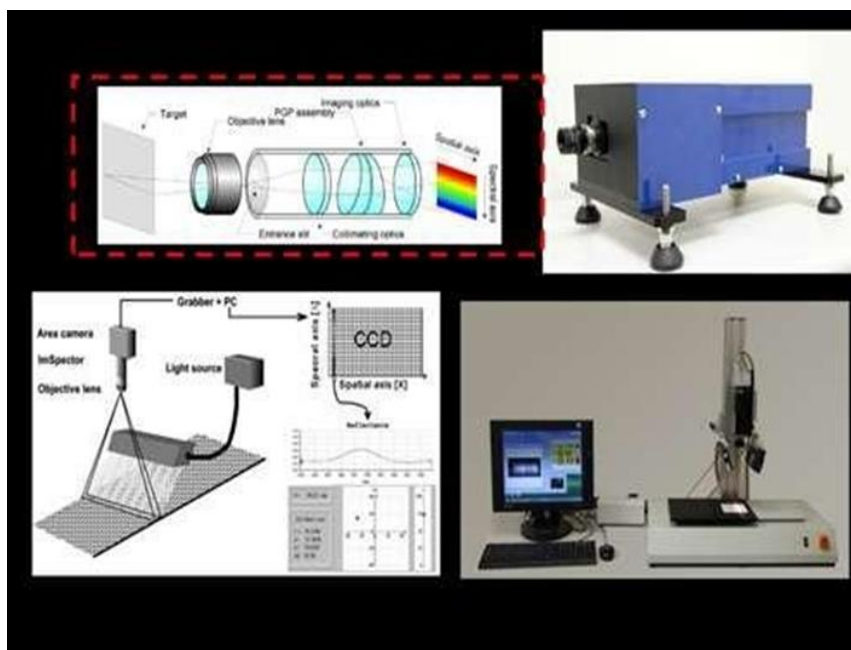 Target
Objective lens
PGP assembly
Imaging optics
Entrance slit
Collimating optics
Spatial axis
Spectral axis
Grabber + PC
Area camera
ImSpector
Objective lens
Light source
Spectral axis [λ]
CCD
Spatial axis [X]
Reflectance